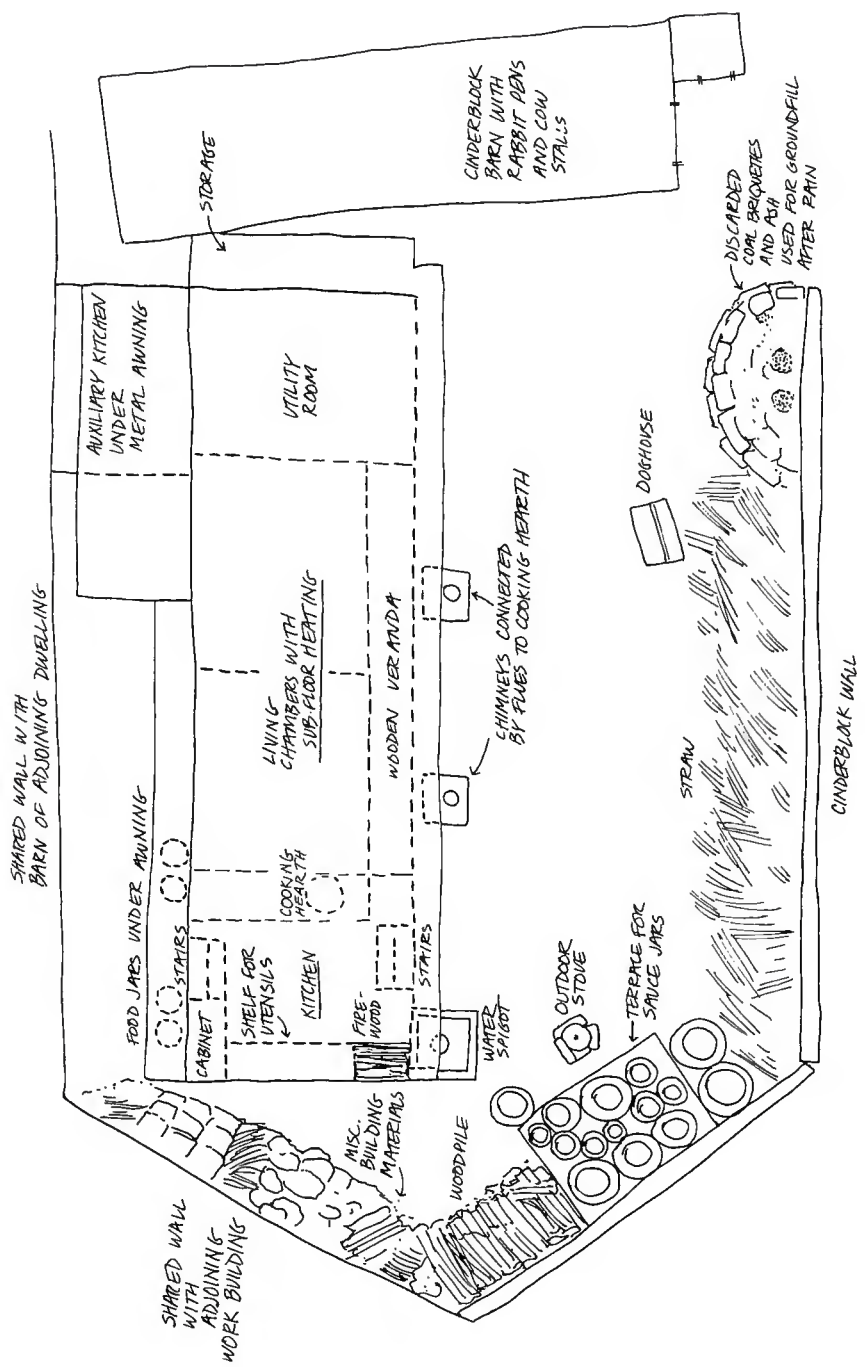 SHARED WALL WITH
BARN OF ADJOINING DWELLING
AUXILIARY KITCHEN
UNDER
METAL AWNING
STORAGE
CINDERBLOCK
BARN WITH
RABBIT PENS
AND COW
STALLS
FOOD JARS UNDER AWNING
STAIRS
CABINET
SHELF FOR
UTENSILS
KITCHEN
FIRE-
WOOD
STAIRS
COOKING
HEARTH
LIVING
CHAMBERS WITH
SUB-FLOOR HEATING
WOODEN VERANDA
UTILITY
ROOM
SHARED WALL
WITH
ADJOINING
WORK BUILDING
MISC.
BUILDING
MATERIALS
WOODPILE
WATER
SPIGOT
CHIMNEYS CONNECTED
BY FLUES TO COOKING HEARTH
OUTDOOR
STOVE
TERRACE FOR
SAUCE JARS
STRAW
DOGHOUSE
DISCARDED
COAL BRIQUETES
AND ASH
USED FOR GROUNDFILL
AFTER RAIN
CINDERBLOCK WALL